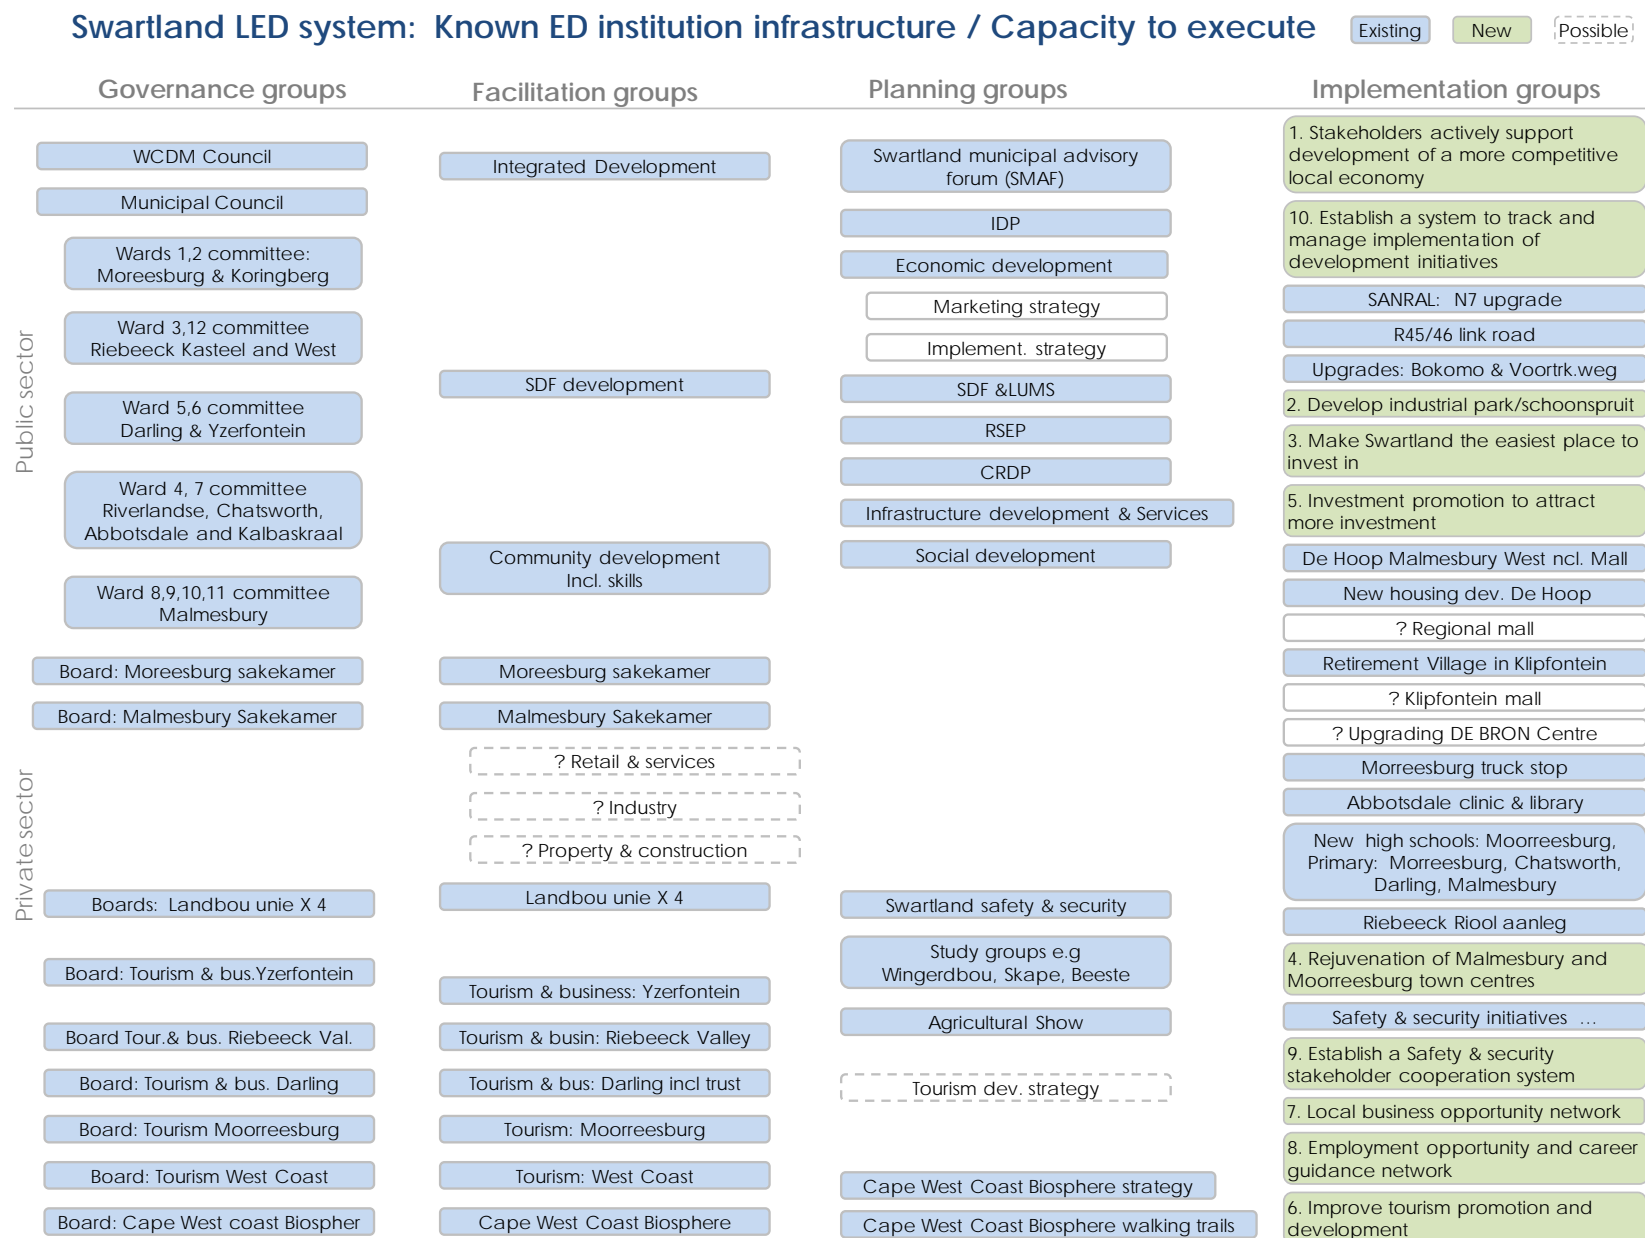 Swartland LED system: Known ED institution infrastructure / Capacity to execute
Existing
New
Possible
Governance groups
Facilitation groups
Planning groups
Implementation groups
Public sector
Private sector
WCDM Council
Municipal Council
Wards 1,2 committee:
Moreesburg & Koringberg
Ward 3,12 committee
Riebeeck Kasteel and West
Ward 5,6 committee
Darling & Yzerfontein
Ward 4, 7 committee
Riverlandse, Chatsworth,
Abbotsdale and Kalbaskraal
Ward 8,9,10,11 committee
Malmesbury
Board: Moreesburg sakekamer
Board: Malmesbury Sakekamer
Boards: Landbou unie X 4
Board: Tourism & bus.Yzerfontein
Board Tour.& bus. Riebeeck Val.
Board: Tourism & bus. Darling
Board: Tourism Moorreesburg
Board: Tourism West Coast
Board: Cape West coast Biospher
Integrated Development
SDF development
Community development
Incl. skills
Moreesburg sakekamer
Malmesbury Sakekamer
? Retail & services
? Industry
? Property & construction
Landbou unie X 4
Tourism & business: Yzerfontein
Tourism & busin: Riebeeck Valley
Tourism & bus: Darling incl trust
Tourism: Moorreesburg
Tourism: West Coast
Cape West Coast Biosphere
Swartland municipal advisory
forum (SMAF)
IDP
Economic development
Marketing strategy
Implement. strategy
SDF &LUMS
RSEP
CRDP
Infrastructure development & Services
Social development
Swartland safety & security
Study groups e.g
Wingerdbou, Skape, Beeste
Agricultural Show
Tourism dev. strategy
Cape West Coast Biosphere strategy
Cape West Coast Biosphere walking trails
1. Stakeholders actively support
development of a more competitive
local economy
10. Establish a system to track and
manage implementation of
development initiatives
SANRAL: N7 upgrade
R45/46 link road
Upgrades: Bokomo & Voortrk.weg
2. Develop industrial park/schoonspruit
3. Make Swartland the easiest place to
invest in
5. Investment promotion to attract
more investment
De Hoop Malmesbury West ncl. Mall
New housing dev. De Hoop
? Regional mall
Retirement Village in Klipfontein
? Klipfontein mall
? Upgrading DE BRON Centre
Morreesburg truck stop
Abbotsdale clinic & library
New high schools: Moorreesburg,
Primary: Morreesburg, Chatsworth,
Darling, Malmesbury
Riebeeck Riool aanleg
4. Rejuvenation of Malmesbury and
Moorreesburg town centres
Safety & security initiatives ...
9. Establish a Safety & security
stakeholder cooperation system
7. Local business opportunity network
8. Employment opportunity and career
guidance network
6. Improve tourism promotion and
development